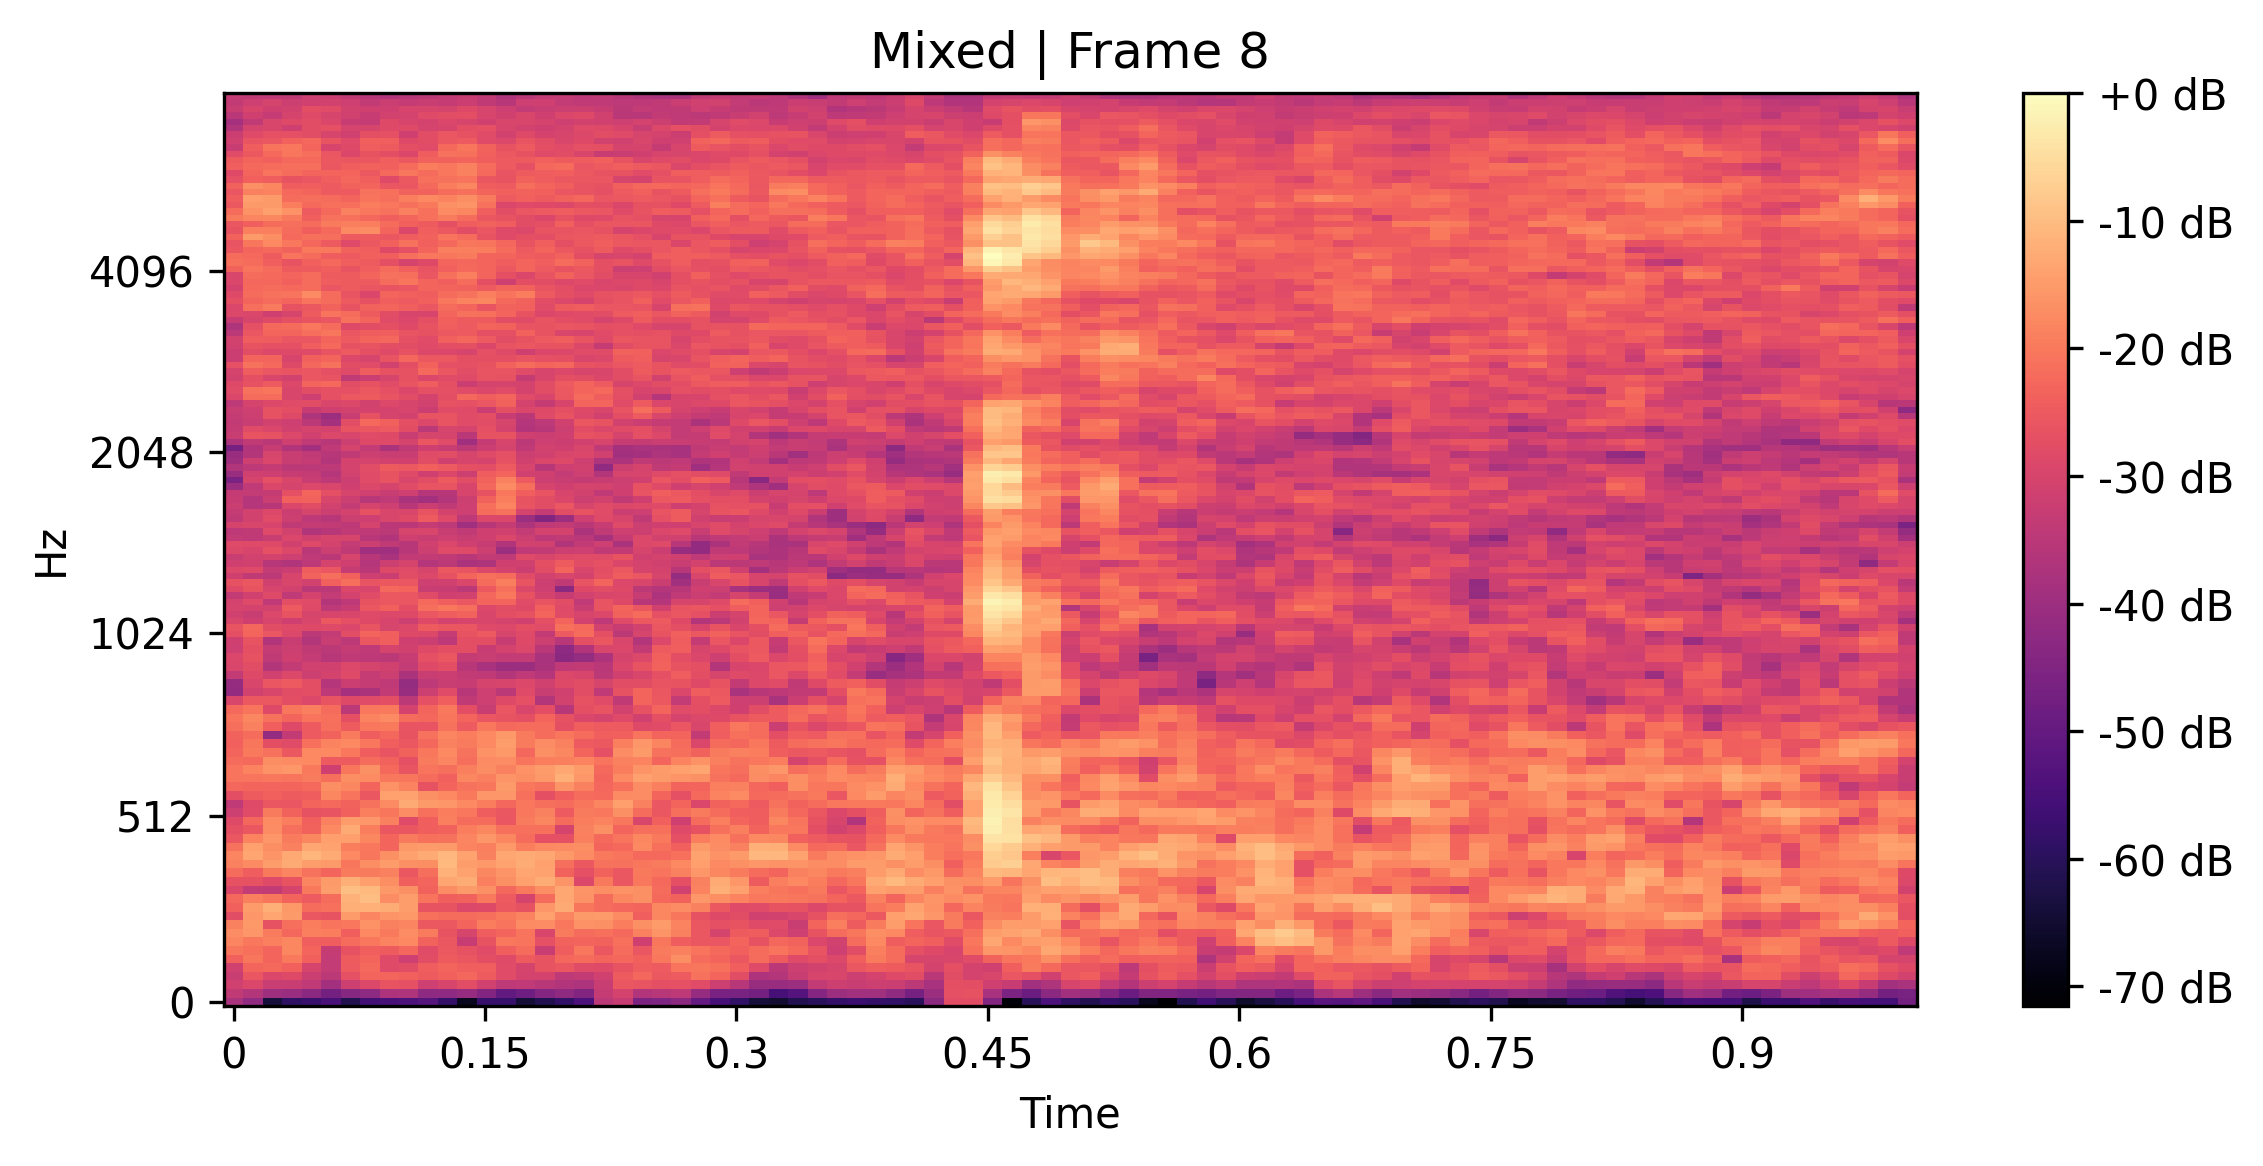 Mixed | Frame 8
+0 dB
-10 dB
-20 dB
-30 dB
-40 dB
-50 dB
-60 dB
-70 dB
Hz
4096
2048
1024
512
0
0 0.15 0.3 0.45 0.6 0.75 0.9
Time